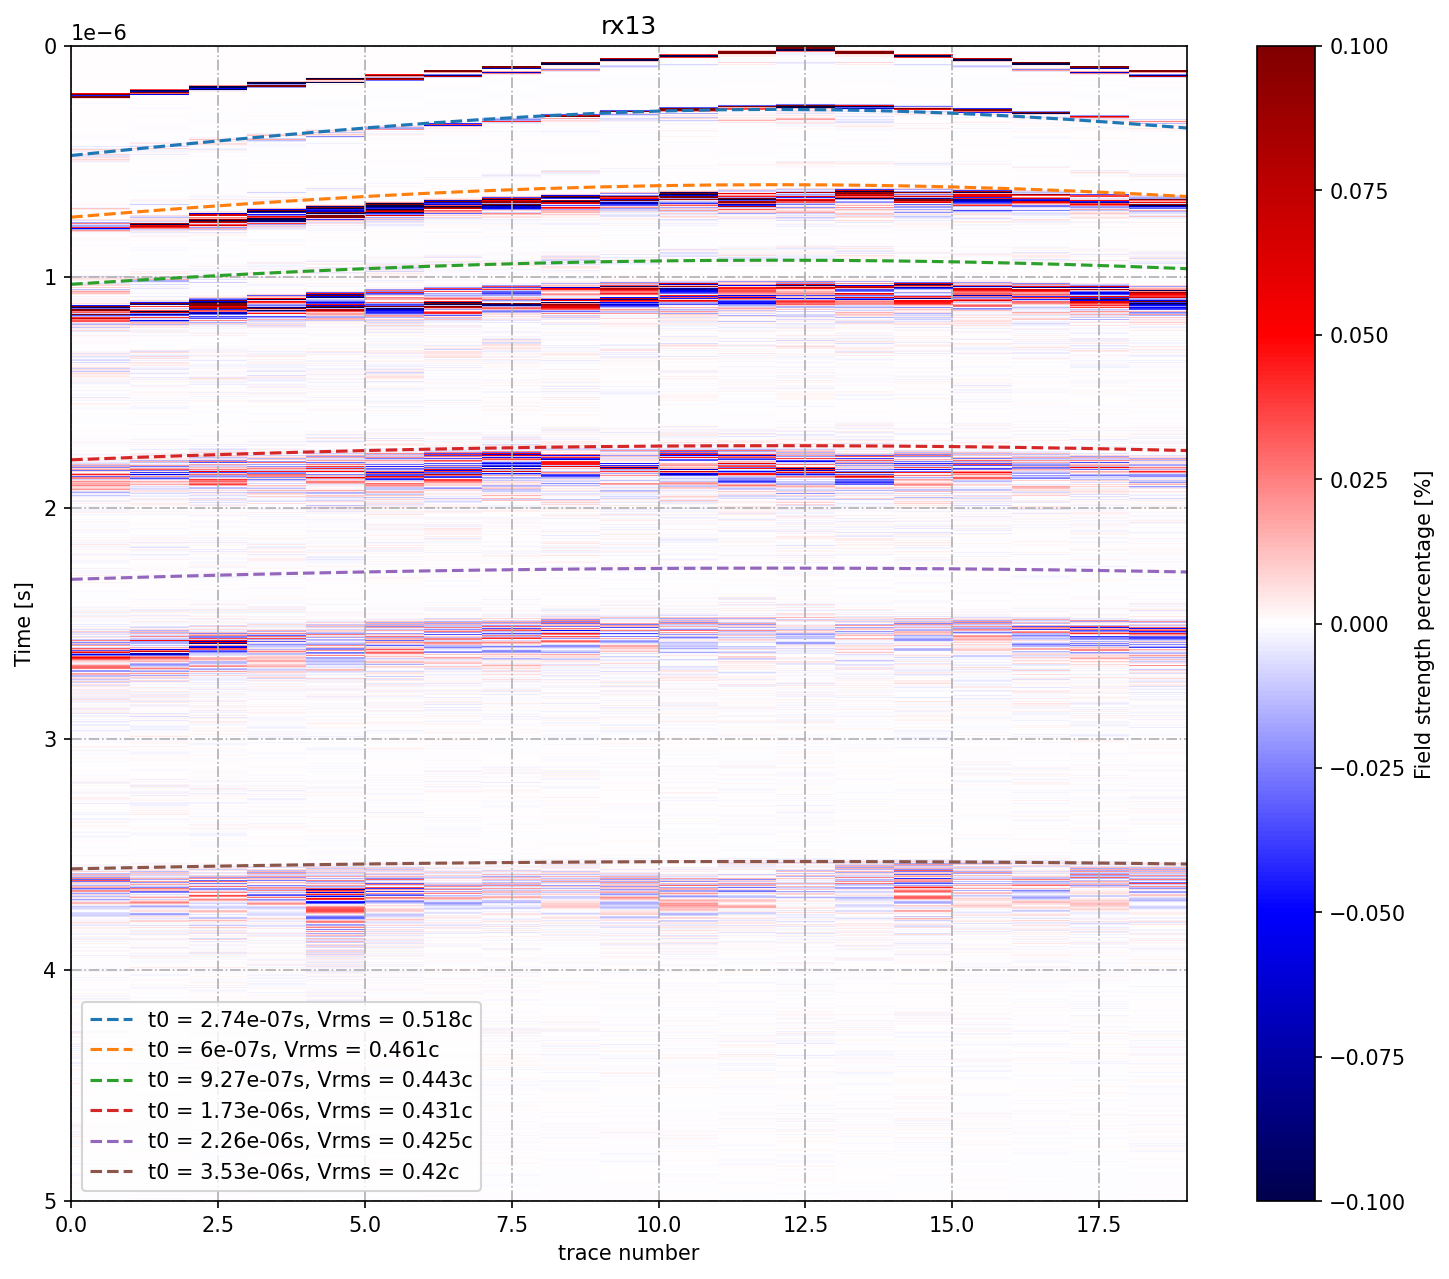 rx13
1e−6
0
1
2
3
4
5
Time [s]
0.0
2.5
5.0
7.5
10.0
12.5
15.0
17.5
trace number
t0 = 2.74e-07s, Vrms = 0.518c
t0 = 6e-07s, Vrms = 0.461c
t0 = 9.27e-07s, Vrms = 0.443c
t0 = 1.73e-06s, Vrms = 0.431c
t0 = 2.26e-06s, Vrms = 0.425c
t0 = 3.53e-06s, Vrms = 0.42c
0.100
0.075
0.050
0.025
0.000
−0.025
−0.050
−0.075
−0.100
Field strength percentage [%]